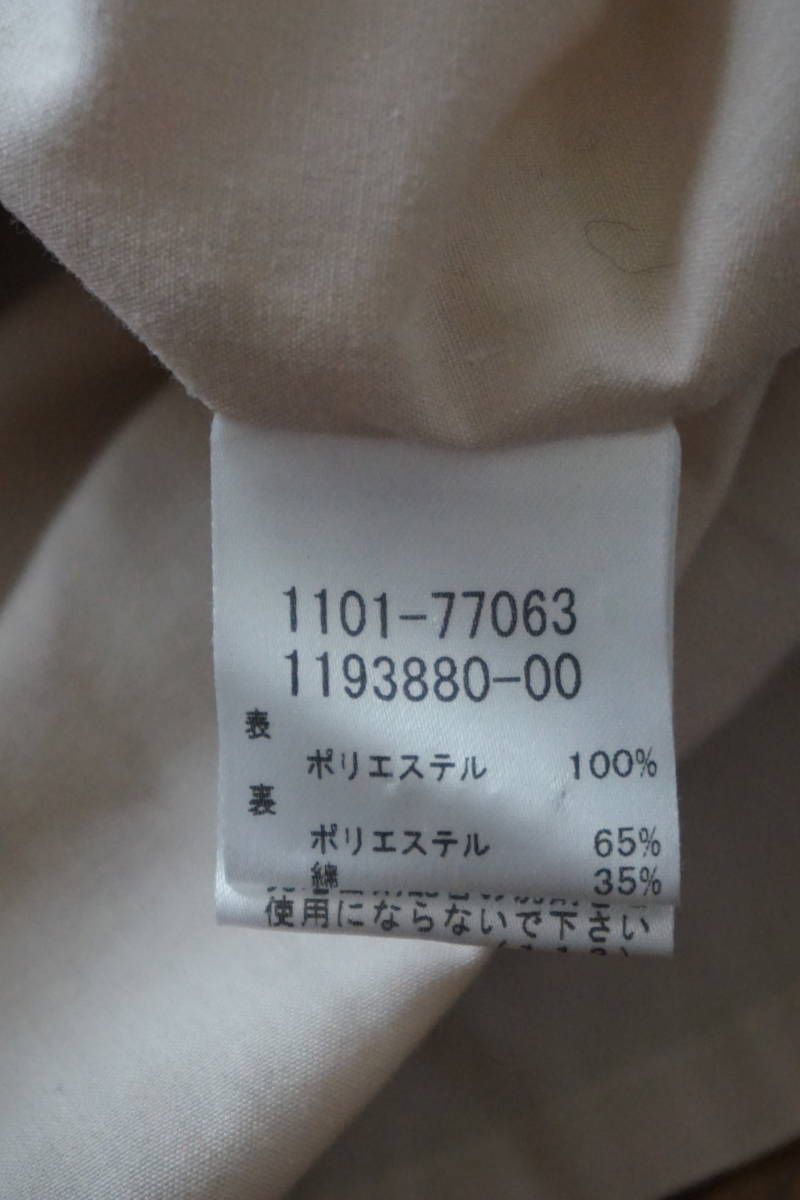 1101-77063
1193880-00
表
ポリエステル 100%
裏
ポリエステル 65%
綿 35%
使用にならないで下さい